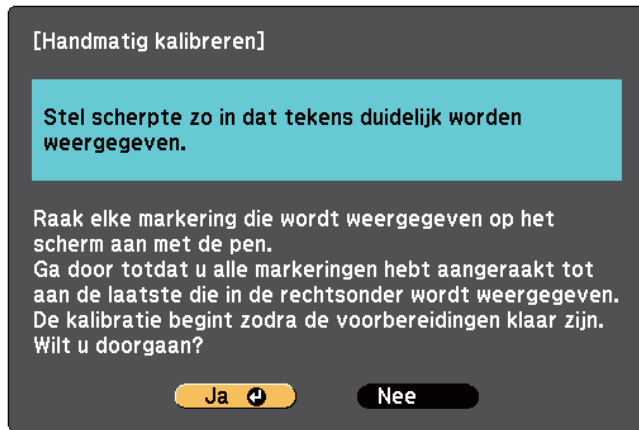 [Handmatig kalibreren]
Stel scherpte zo in dat tekens duidelijk worden
weergegeven.
Raak elke markering die wordt weergegeven op het
scherm aan met de pen.
Ga door totdat u alle markeringen hebt aangeraakt tot
aan de laatste die in de rechtsonder wordt weergegeven.
De kalibratie begint zodra de voorbereidingen klaar zijn.
Wilt u doorgaan?
Ja Nee